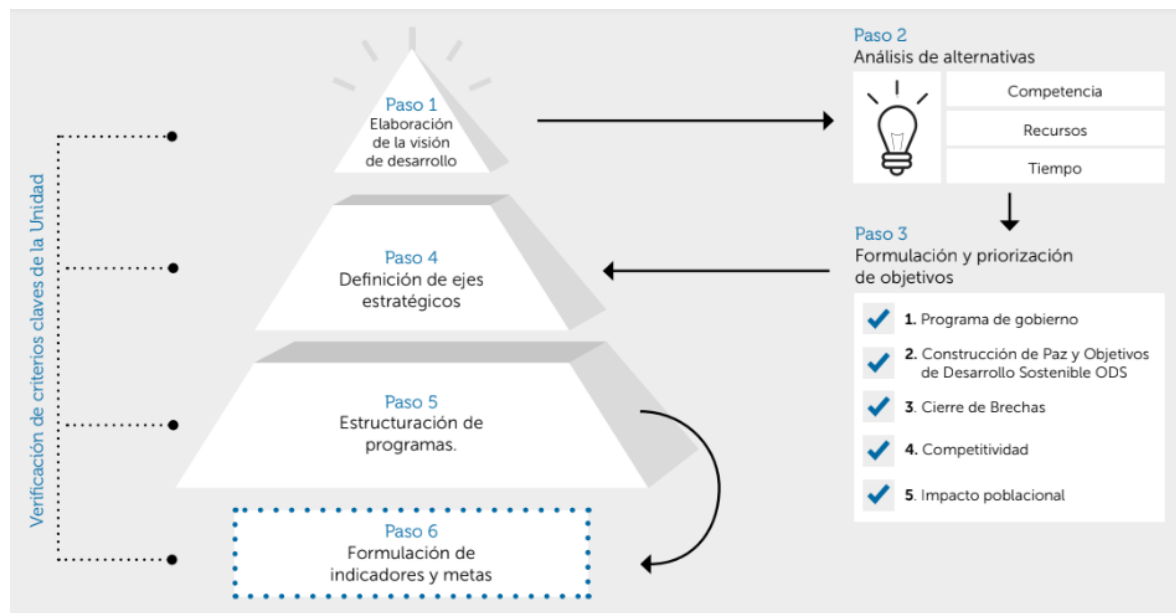 Verificación de criterios claves de la Unidad
Paso 1
Elaboración
de la visión
de desarrollo
Paso 2
Análisis de alternativas
Competencia
Recursos
Tiempo
Paso 3
Formulación y priorización
de objetivos
1. Programa de gobierno
2. Construcción de Paz y Objetivos
de Desarrollo Sostenible ODS
3. Cierre de Brechas
4. Competitividad
5. Impacto poblacional
Paso 4
Definición de ejes
estratégicos
Paso 5
Estructuración de
programas.
Paso 6
Formulación de
indicadores y metas